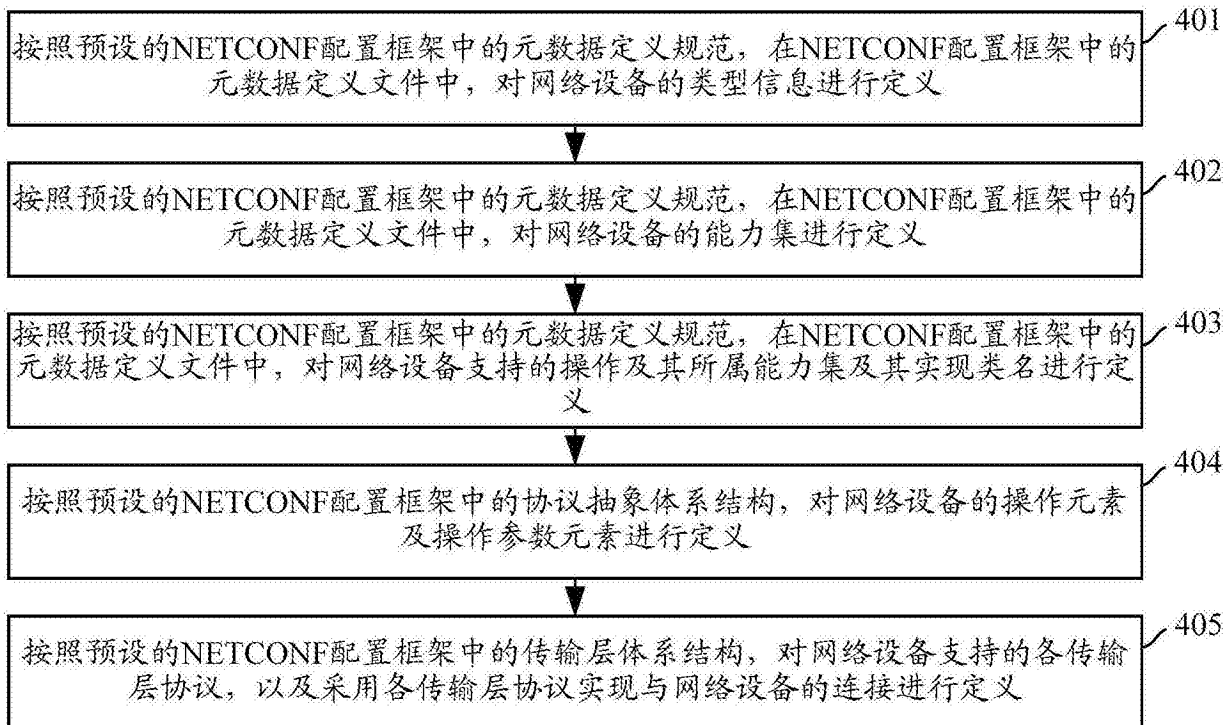 401
按照预设的NETCONF配置框架中的元数据定义规范，在NETCONF配置框架中的
元数据定义文件中，对网络设备的类型信息进行定义
402
按照预设的NETCONF配置框架中的元数据定义规范，在NETCONF配置框架中的
元数据定义文件中，对网络设备的能力集进行定义
403
按照预设的NETCONF配置框架中的元数据定义规范，在NETCONF配置框架中的
元数据定义文件中，对网络设备支持的操作及其所属能力集及其实现类名进行定
义
404
按照预设的NETCONF配置框架中的协议抽象体系结构，对网络设备的操作元素
及操作参数元素进行定义
405
按照预设的NETCONF配置框架中的传输层体系结构，对网络设备支持的各传输
层协议，以及采用各传输层协议实现与网络设备的连接进行定义